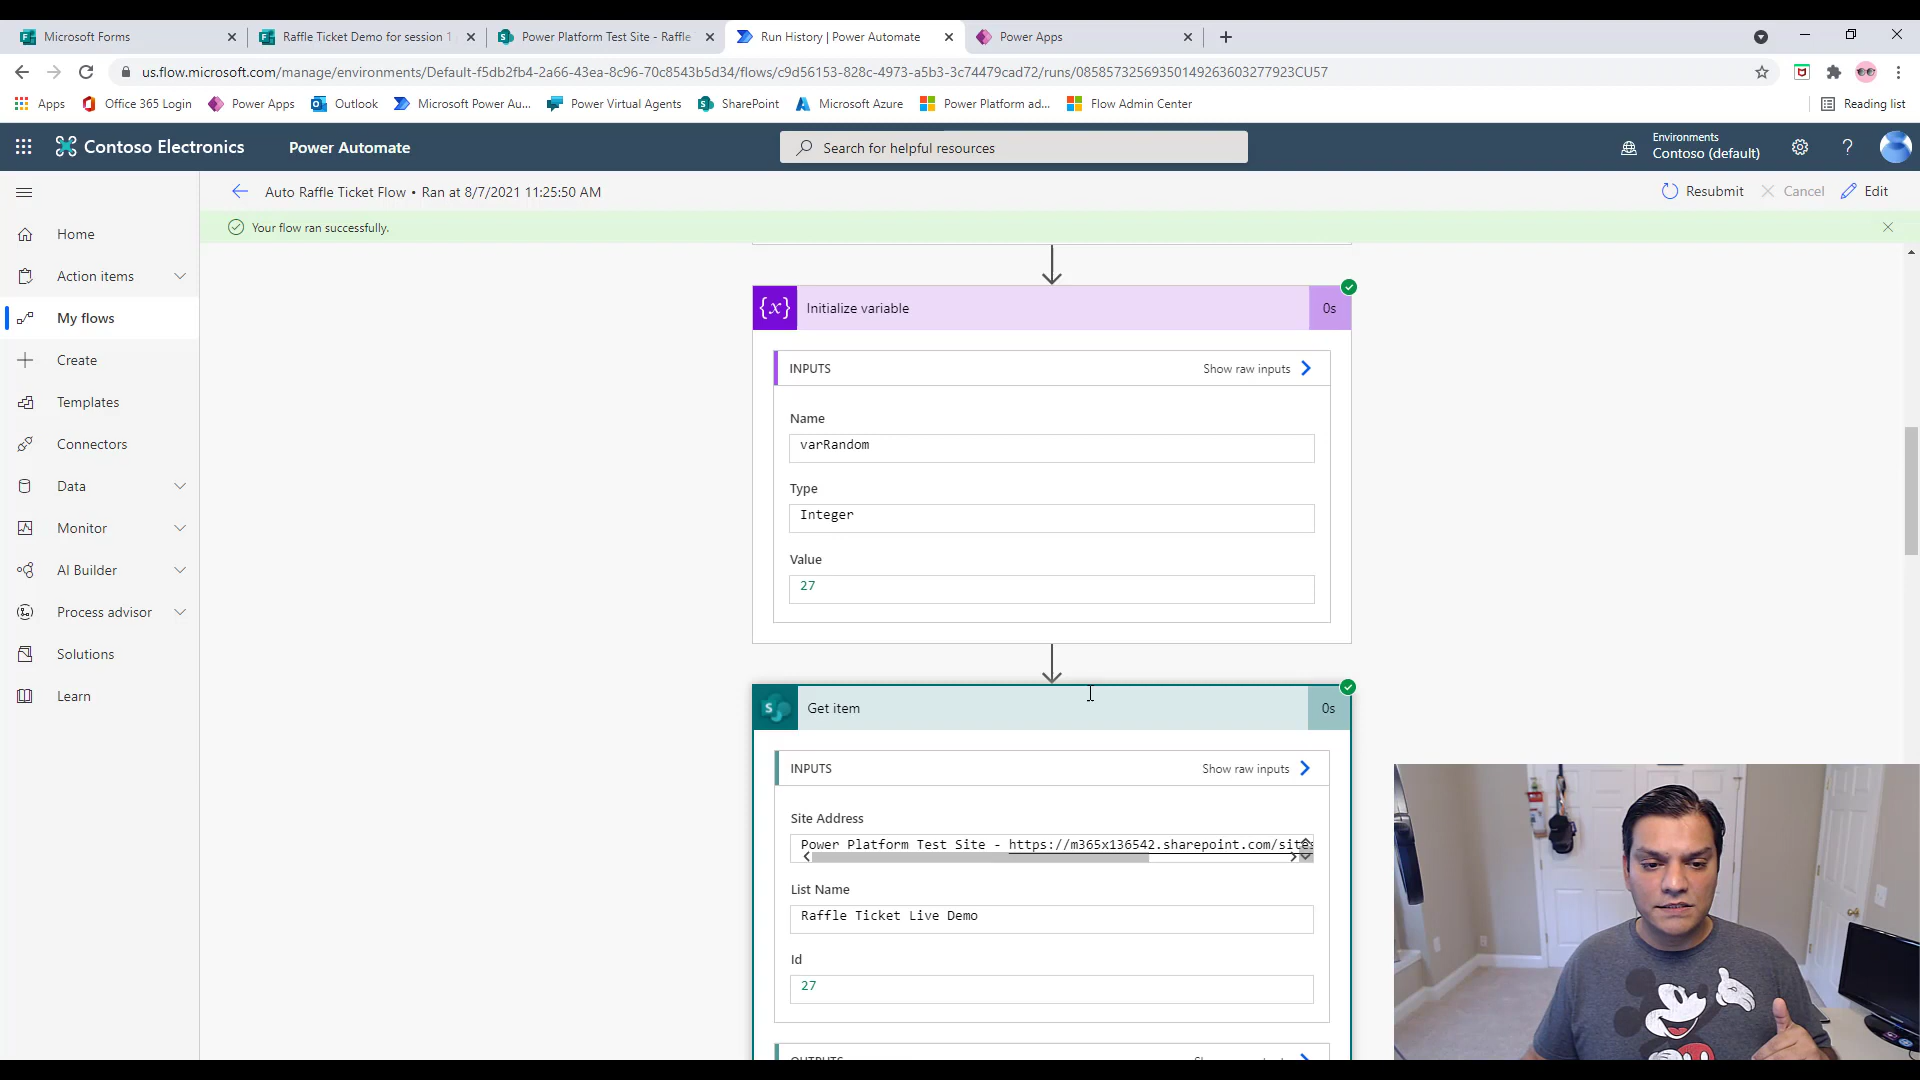 Microsoft Forms
Raffle Ticket Demo for session 1
Power Platform Test Site - Raffle
Run History | Power Automate
Power Apps
us.flow.microsoft.com/manage/environments/Default-f5db2fb4-2a66-43ea-8c96-70c8543b5d34/flows/c9d56153-828c-4973-a5b3-3c74479cad72/runs/08585732569350149263603277923CU57
Apps
Office 365 Login
Power Apps
Outlook
Microsoft Power Au...
Power Virtual Agents
SharePoint
Microsoft Azure
Power Platform ad...
Flow Admin Center
Reading list
Contoso Electronics
Power Automate
Search for helpful resources
Environments
Contoso (default)
Auto Raffle Ticket Flow • Ran at 8/7/2021 11:25:50 AM
Resubmit
Cancel
Edit
Your flow ran successfully.
Home
Action items
My flows
Create
Templates
Connectors
Data
Monitor
AI Builder
Process advisor
Solutions
Learn
{x}
Initialize variable
0s
INPUTS
Show raw inputs
Name
varRandom
Type
Integer
Value
27
S
Get item
0s
INPUTS
Show raw inputs
Site Address
Power Platform Test Site - https://m365x136542.sharepoint.com/sites
List Name
Raffle Ticket Live Demo
Id
27
OUTPUTS